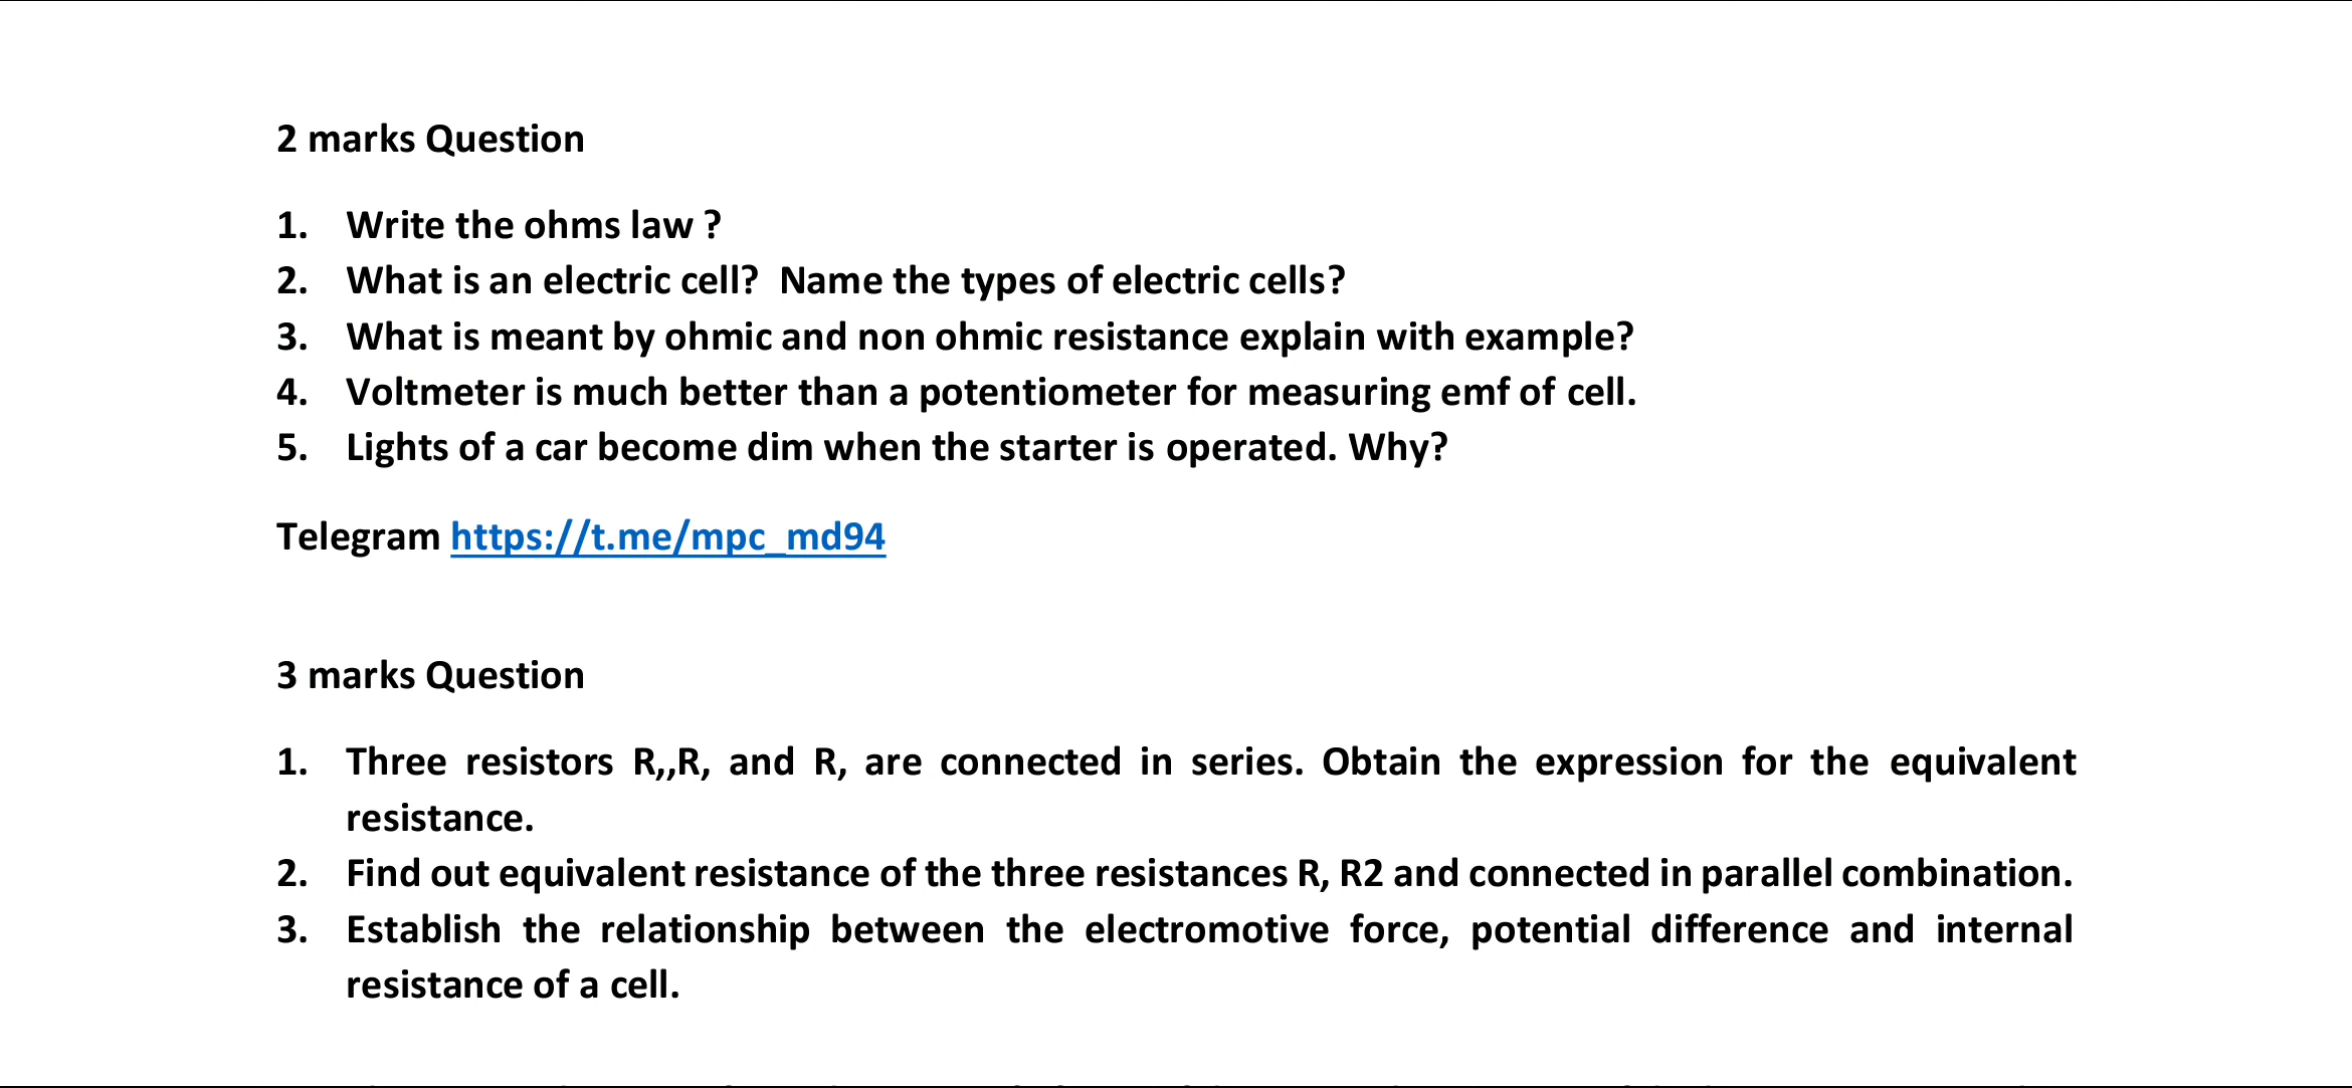 2 marks Question
1. Write the ohms law ?
2. What is an electric cell?  Name the types of electric cells?
3. What is meant by ohmic and non ohmic resistance explain with example?
4. Voltmeter is much better than a potentiometer for measuring emf of cell.
5. Lights of a car become dim when the starter is operated. Why?
Telegram https://t.me/mpc_md94
3 marks Question
1. Three resistors R,,R, and R, are connected in series. Obtain the expression for the equivalent
resistance.
2. Find out equivalent resistance of the three resistances R, R2 and connected in parallel combination.
3. Establish the relationship between the electromotive force, potential difference and internal
resistance of a cell.